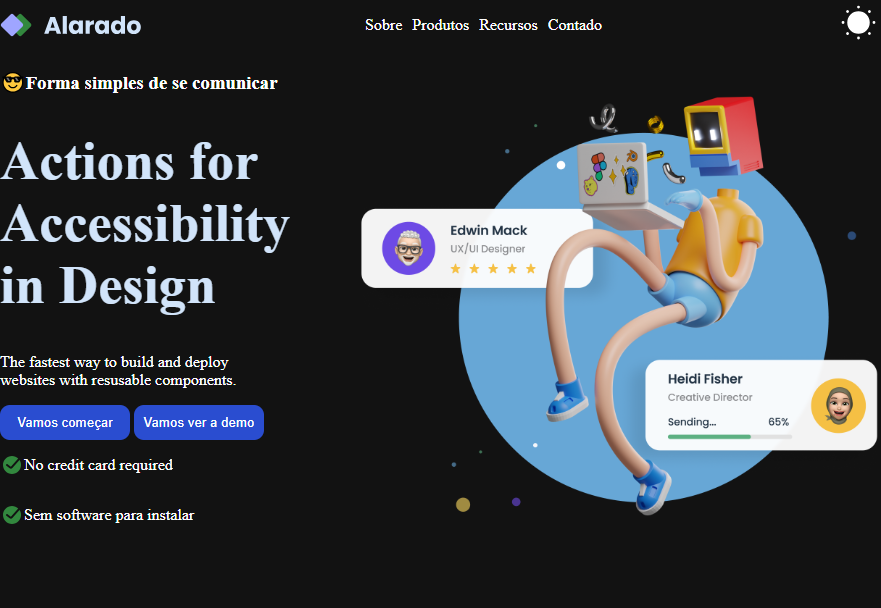 Alarado
Sobre Produtos Recursos Contado
Forma simples de se comunicar
Actions for
Accessibility
in Design
The fastest way to build and deploy
websites with resusable components.
Vamos começar
Vamos ver a demo
No credit card required
Sem software para instalar
Edwin Mack
UX/UI Designer
Heidi Fisher
Creative Director
Sending... 65%